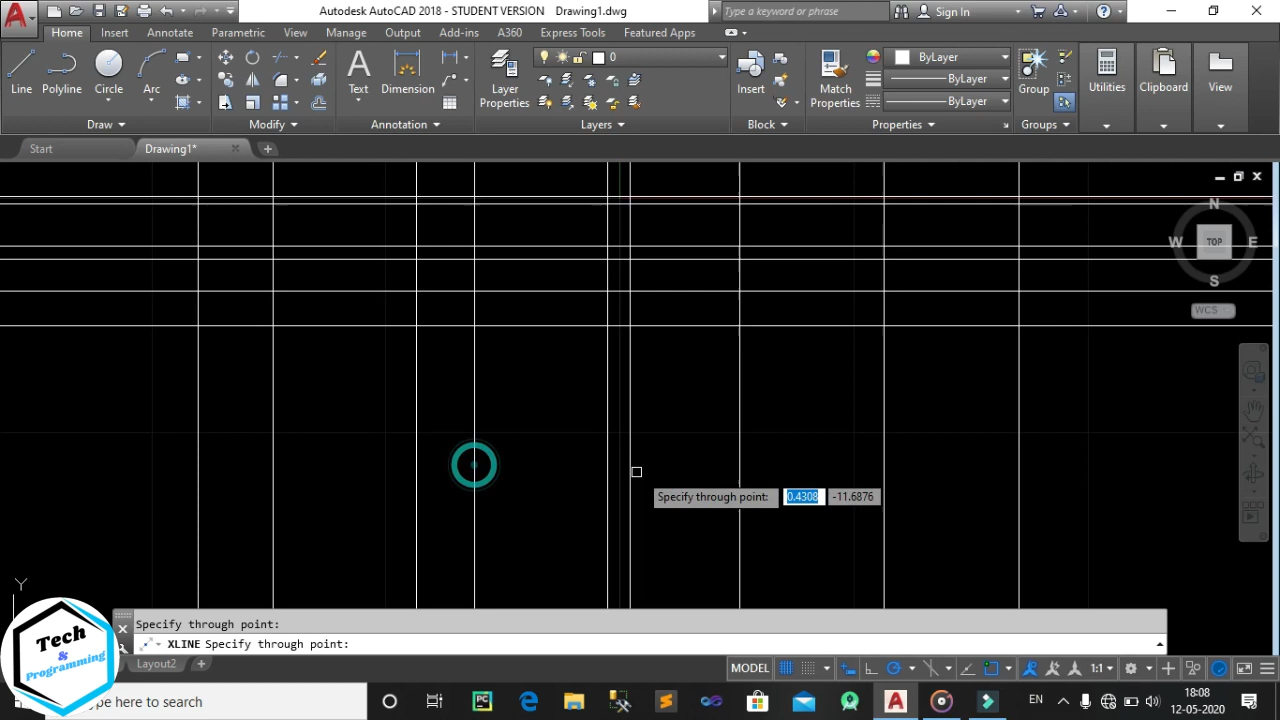 Autodesk AutoCAD 2018 - STUDENT VERSION Drawing1.dwg
Type a keyword or phrase
Sign In
Home Insert Annotate Parametric View Manage Output Add-ins A360 Express Tools Featured Apps
0
ByLayer
ByLayer
ByLayer
Line Polyline Circle Arc Text Dimension Layer Properties Insert Match Properties Group Utilities Clipboard View
Draw Modify Annotation Layers Block Properties Groups
Start Drawing1*
N
W TOP E
S
WCS
Specify through point: 0.4308 -11.6876
Y
Specify through point:
XLINE Specify through point:
Layout2
MODEL 1:1
Tech
&
Programming
ype here to search
EN 18:08
12-05-2020